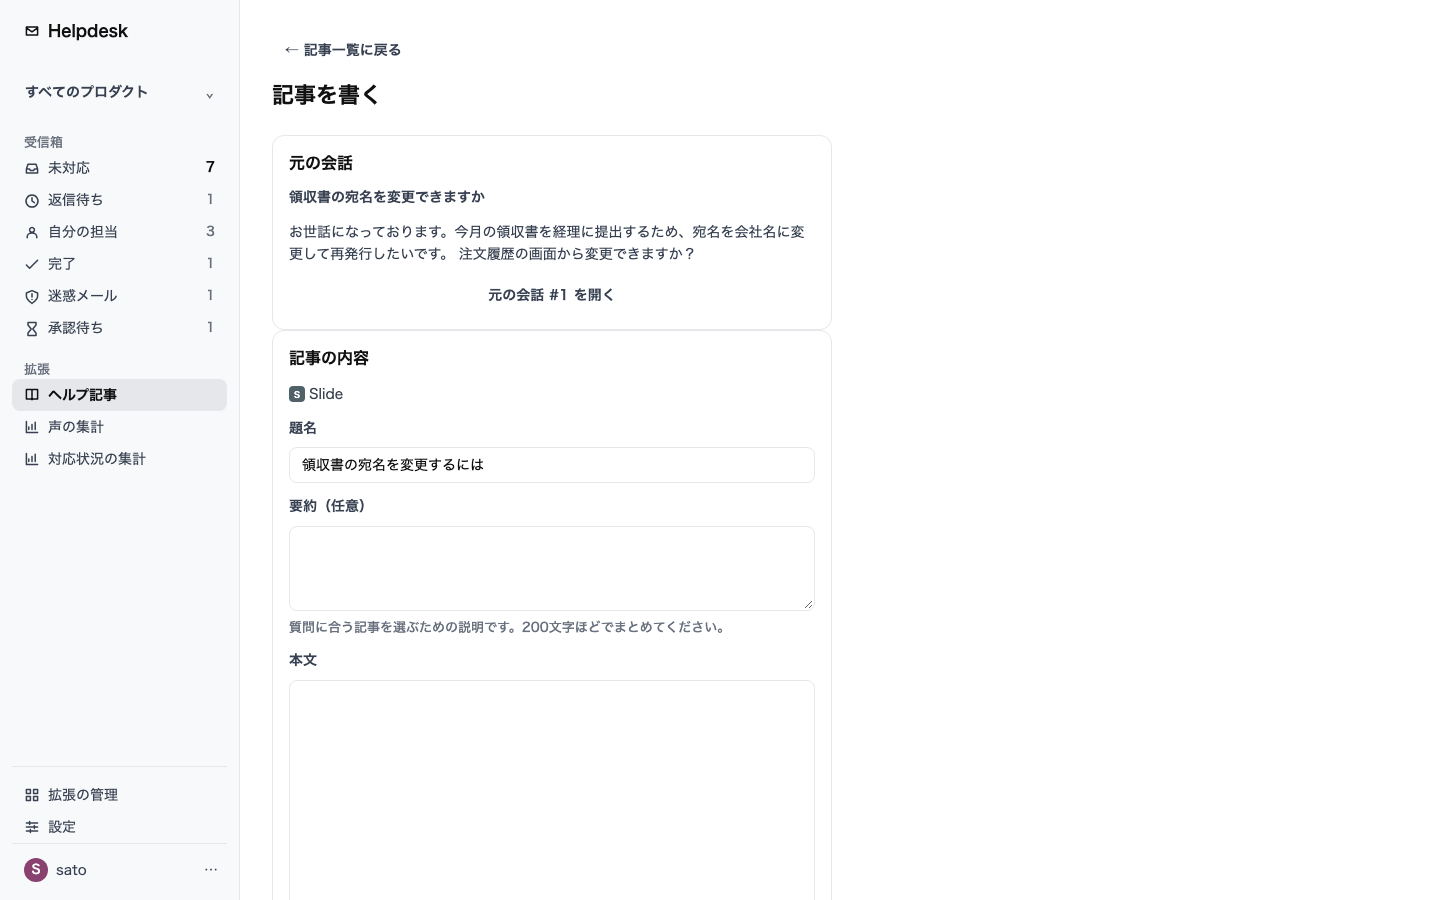 Helpdesk
すべてのプロダクト
受信箱
未対応 7
返信待ち 1
自分の担当 3
完了 1
迷惑メール 1
承認待ち 1
拡張
ヘルプ記事
声の集計
対応状況の集計
拡張の管理
設定
S sato ...
← 記事一覧に戻る
記事を書く
元の会話
領収書の宛名を変更できますか
お世話になっております。今月の領収書を経理に提出するため、宛名を会社名に変
更して再発行したいです。 注文履歴の画面から変更できますか？
元の会話 #1 を開く
記事の内容
S Slide
題名
領収書の宛名を変更するには
要約（任意）
質問に合う記事を選ぶための説明です。200文字ほどでまとめてください。
本文